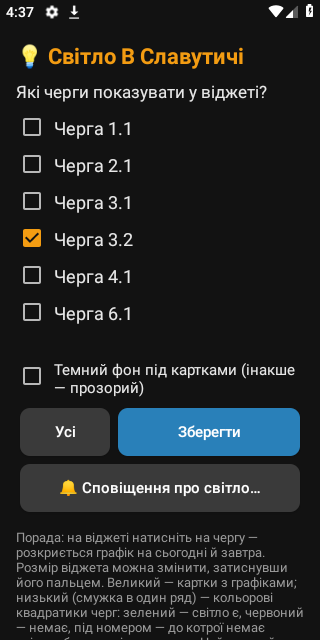 4:37
Світло В Славутичі
Які черги показувати у віджеті?
Черга 1.1
Черга 2.1
Черга 3.1
Черга 3.2
Черга 4.1
Черга 6.1
Темний фон під картками (інакше
— прозорий)
Усі
Зберегти
Сповіщення про світло…
Порада: на віджеті натисніть на чергу —
розкриється графік на сьогодні й завтра.
Розмір віджета можна змінити, затиснувши
його пальцем. Великий — картки з графіками;
низький (смужка в один ряд) — кольорові
квадратики черг: зелений — світло є, червоний
— немає, під номером — до котрої немає